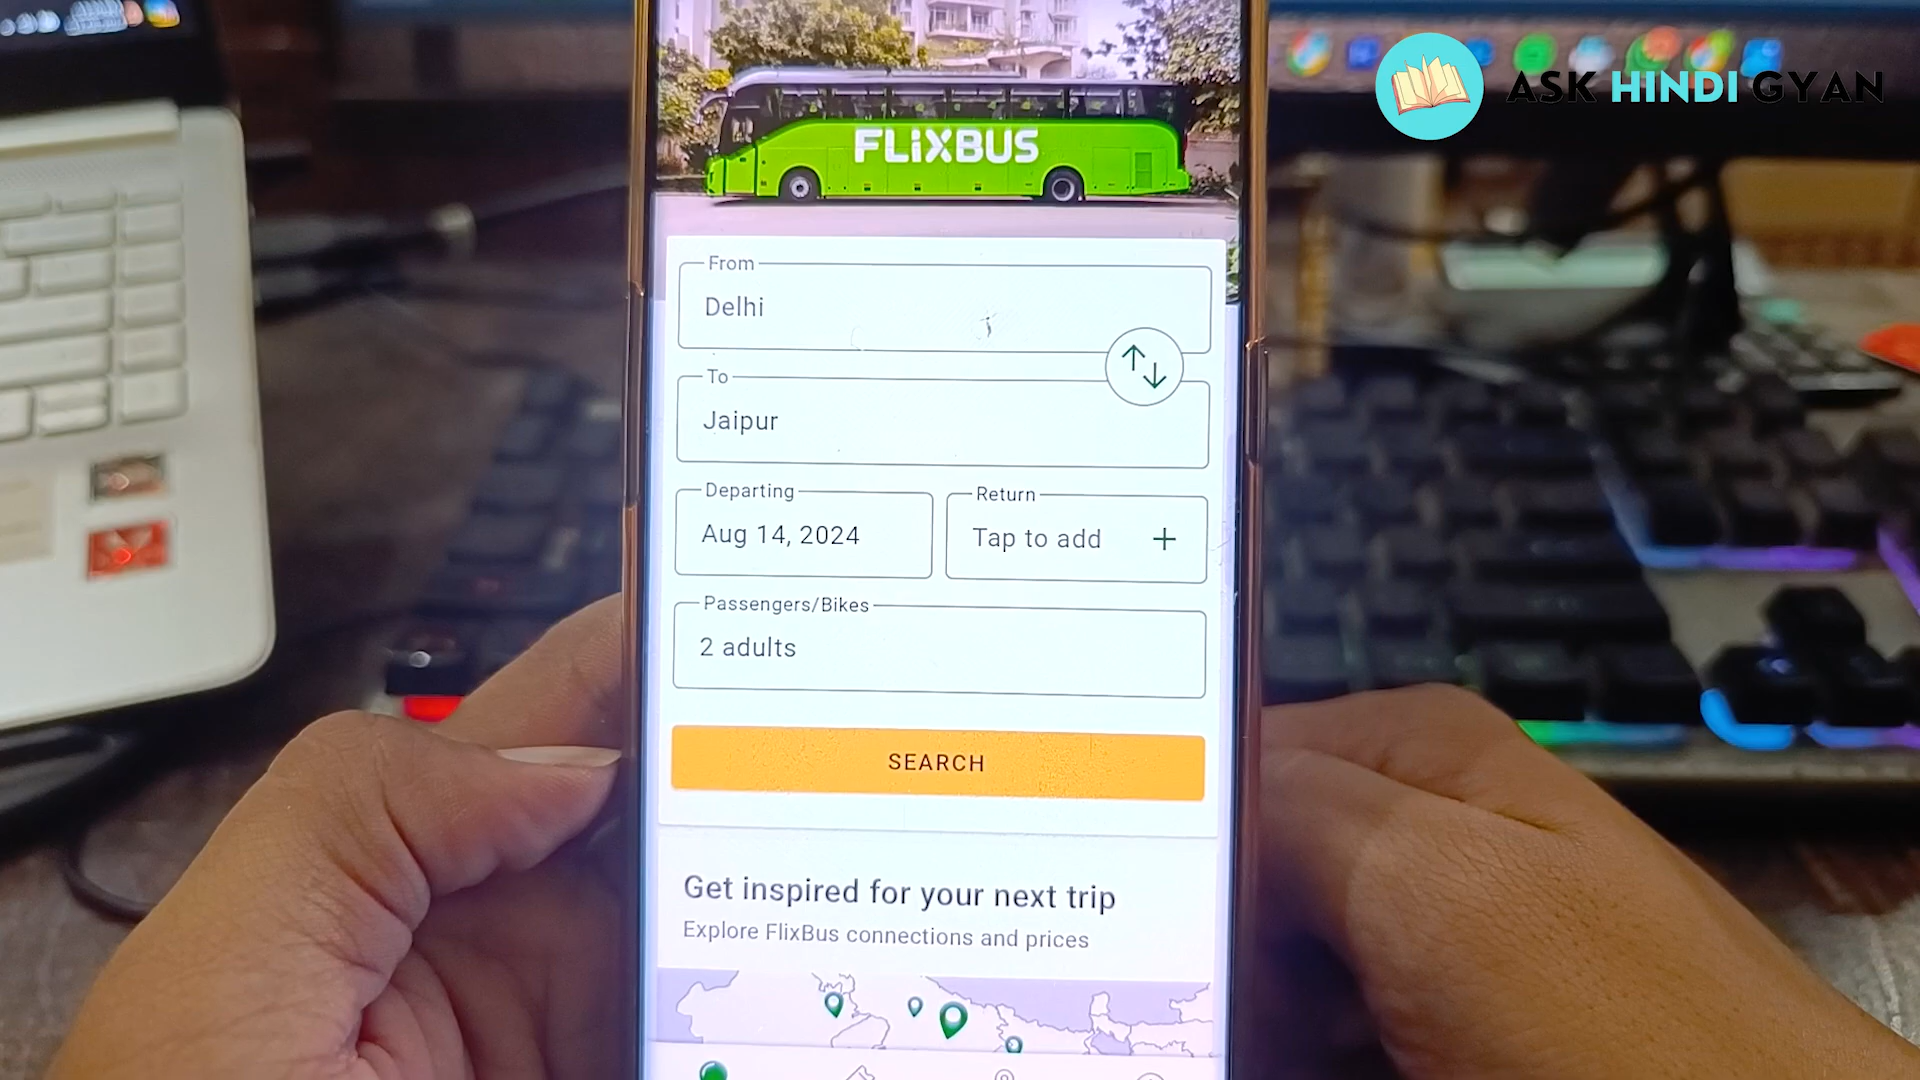 ASK HINDI GYAN
FLiXBUS
From
Delhi
To
Jaipur
Departing
Aug 14, 2024
Return
Tap to add +
Passengers/Bikes
2 adults
SEARCH
Get inspired for your next trip
Explore FlixBus connections and prices